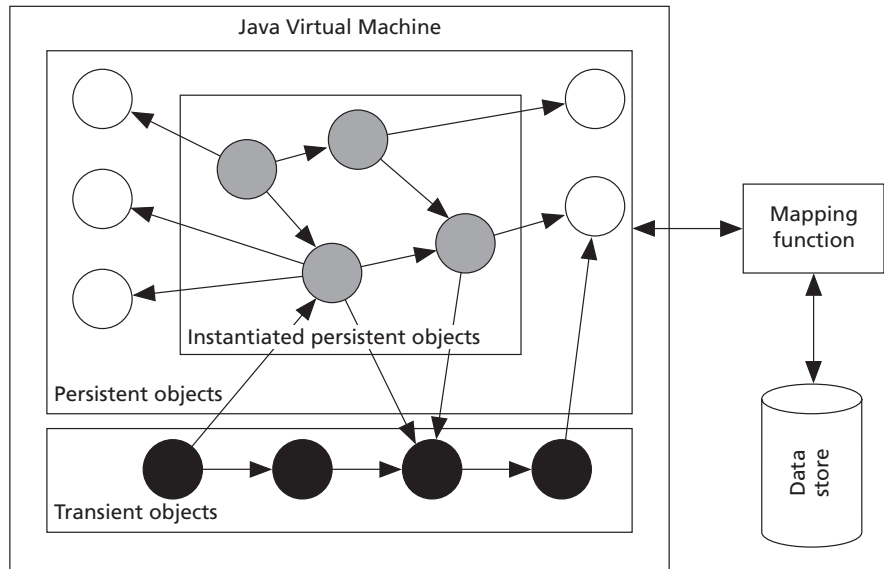 Java Virtual Machine
Instantiated persistent objects
Persistent objects
Transient objects
Mapping
function
Data
store